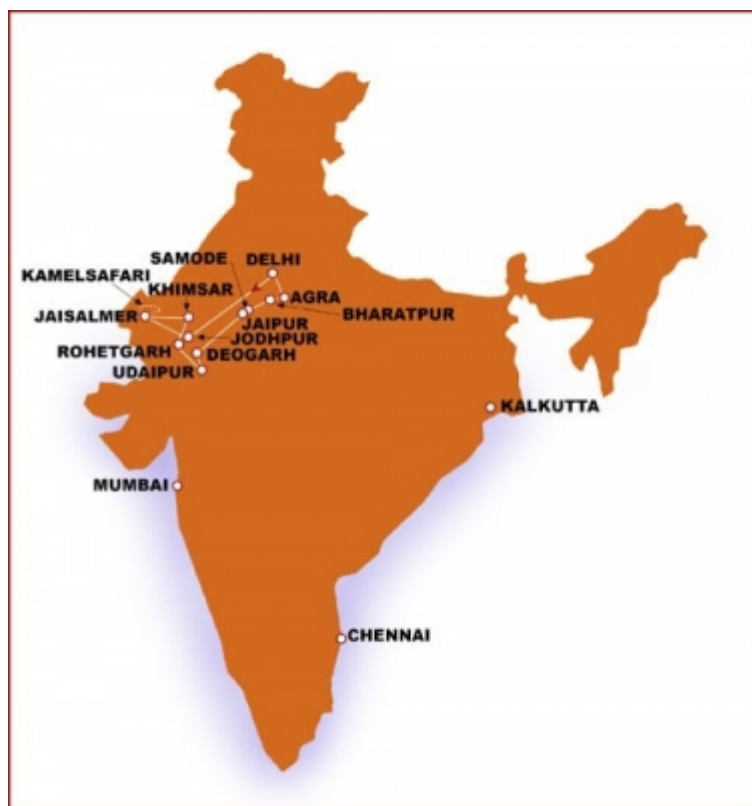 SAMODE
DELHI
KAMELSAFARI
KHIMSAR
AGRA
JAISALMER
BHARATPUR
JAIPUR
JODHPUR
ROHETGARH
DEOGARH
UDAIPUR
KALKUTTA
MUMBAI
CHENNAI